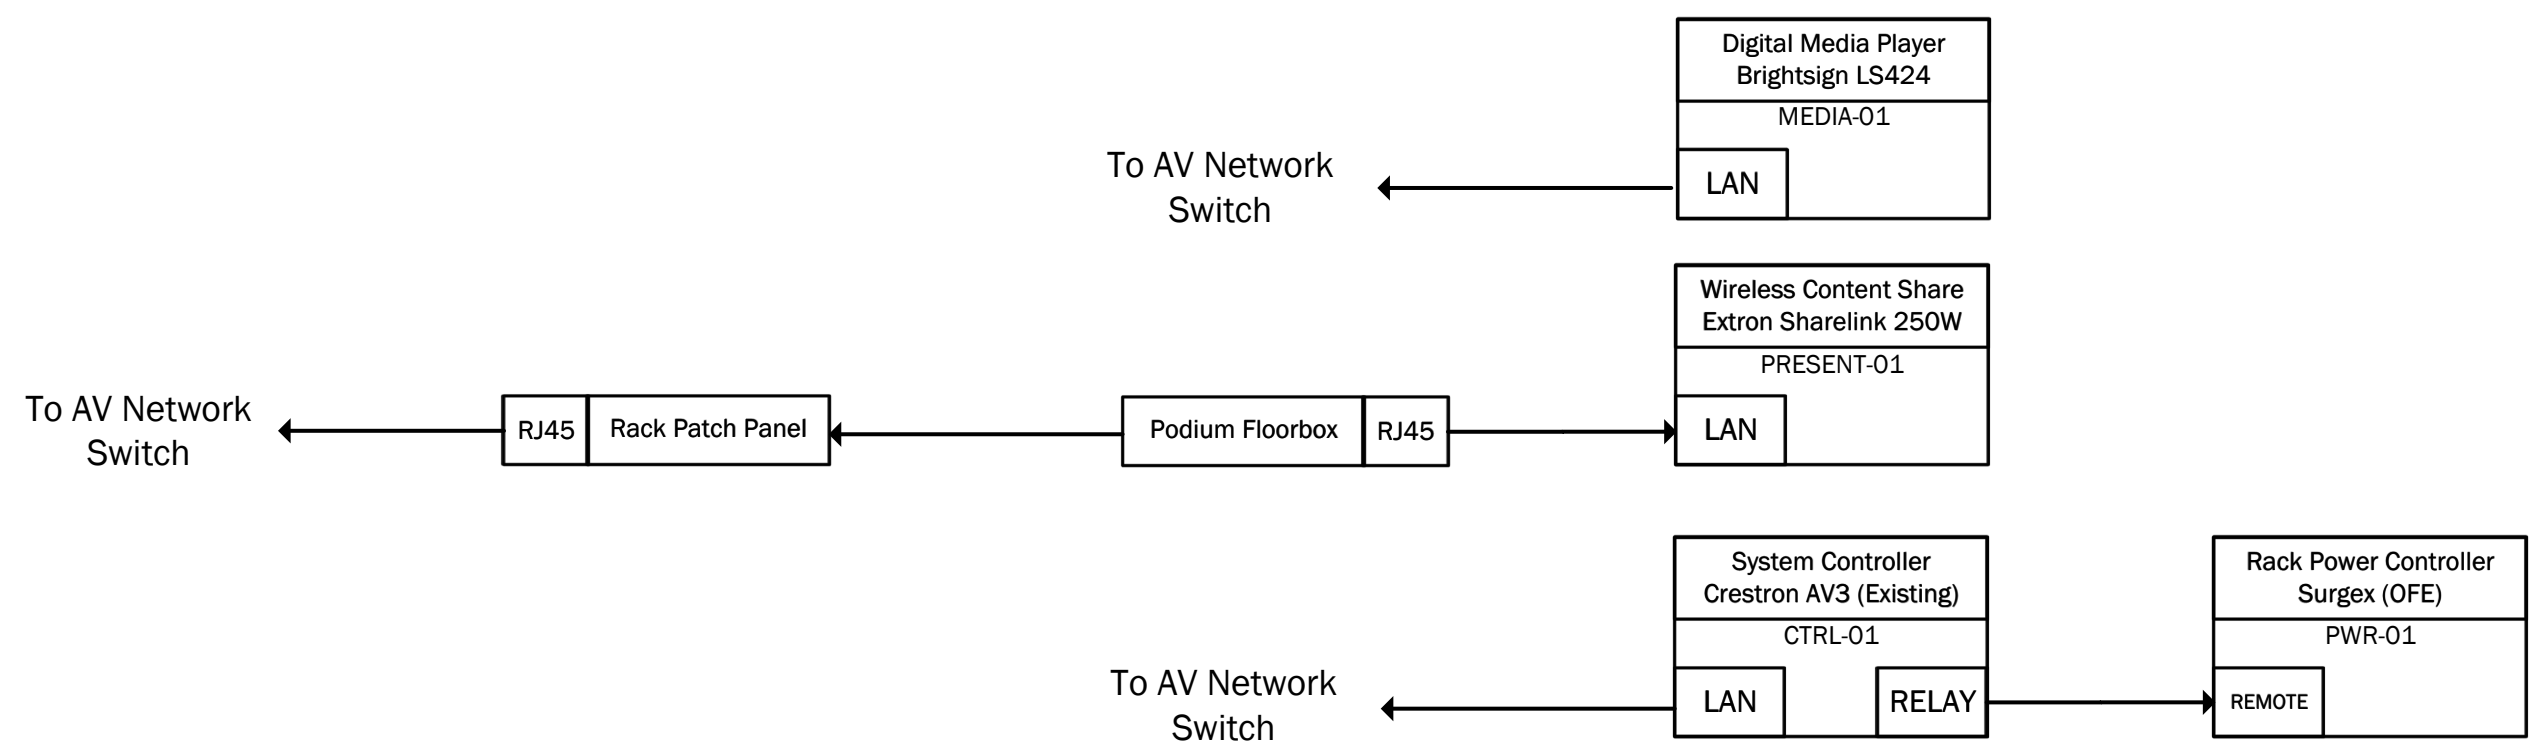 Digital Media Player
Brightsign LS424
MEDIA-01
To AV Network
Switch
LAN
Wireless Content Share
Extron Sharelink 250W
PRESENT-01
To AV Network
Switch
RJ45
Rack Patch Panel
Podium Floorbox
RJ45
LAN
System Controller
Crestron AV3 (Existing)
CTRL-01
Rack Power Controller
Surgex (OFE)
PWR-01
To AV Network
Switch
LAN
RELAY
REMOTE